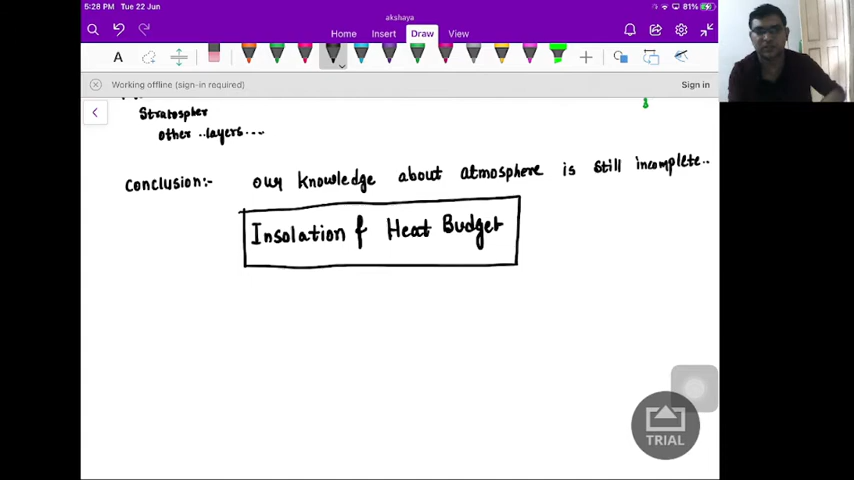 5:28 PM Tue 22 Jun
81%
akshaya
Home Insert Draw View
A
Working offline (sign-in required)
Sign in
Stratospher
other ..layers....
Conclusion:- our knowledge about atmosphere is still incomplete..
Insolation & Heat Budget
TRIAL